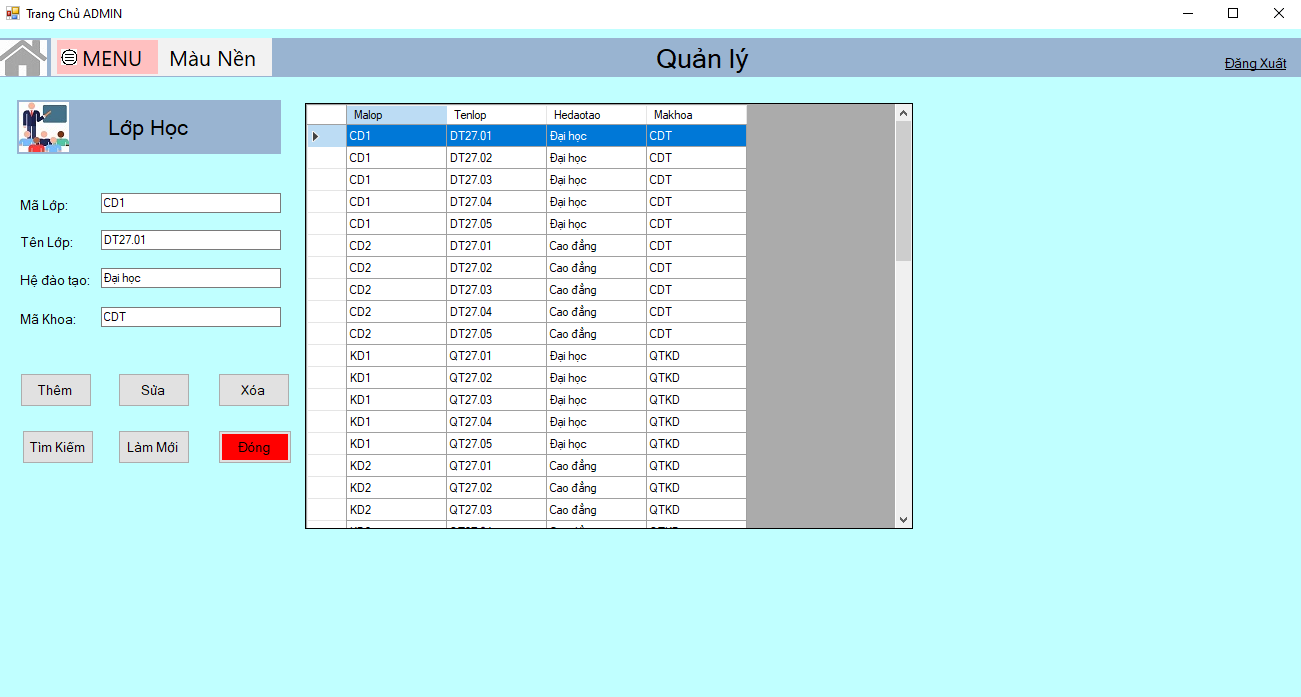 Trang Chủ ADMIN
MENU Màu Nền Quản lý Đăng Xuất
Lớp Học
Mã Lớp: CD1
Tên Lớp: DT27.01
Hệ đào tạo: Đại học
Mã Khoa: CDT
Thêm Sửa Xóa
Tìm Kiếm Làm Mới Đóng
Malop Tenlop Hedaotao Makhoa
CD1 DT27.01 Đại học CDT
CD1 DT27.02 Đại học CDT
CD1 DT27.03 Đại học CDT
CD1 DT27.04 Đại học CDT
CD1 DT27.05 Đại học CDT
CD2 DT27.01 Cao đẳng CDT
CD2 DT27.02 Cao đẳng CDT
CD2 DT27.03 Cao đẳng CDT
CD2 DT27.04 Cao đẳng CDT
CD2 DT27.05 Cao đẳng CDT
KD1 QT27.01 Đại học QTKD
KD1 QT27.02 Đại học QTKD
KD1 QT27.03 Đại học QTKD
KD1 QT27.04 Đại học QTKD
KD1 QT27.05 Đại học QTKD
KD2 QT27.01 Cao đẳng QTKD
KD2 QT27.02 Cao đẳng QTKD
KD2 QT27.03 Cao đẳng QTKD